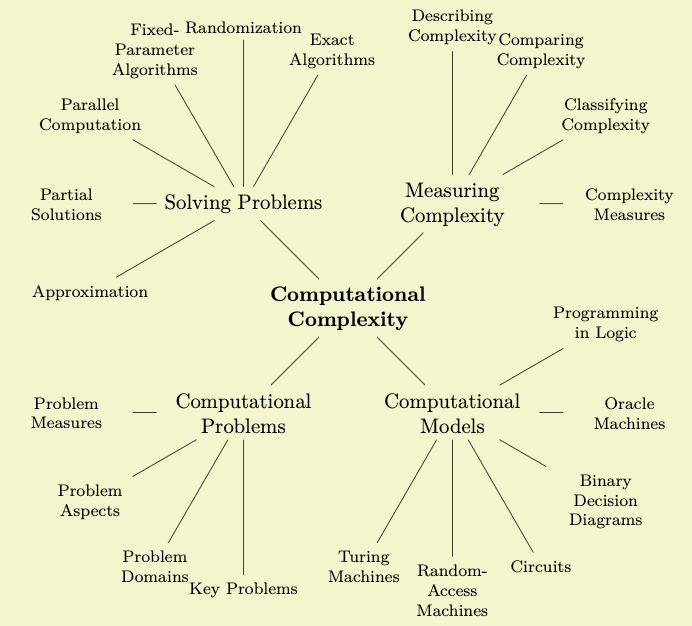 Fixed-
Parameter
Algorithms
Randomization
Exact
Algorithms
Parallel
Computation
Partial
Solutions
Solving Problems
Approximation
Describing
Complexity
Comparing
Complexity
Classifying
Complexity
Measuring
Complexity
Complexity
Measures
Computational
Complexity
Problem
Measures
Computational
Problems
Problem
Aspects
Problem
Domains
Key Problems
Programming
in Logic
Computational
Models
Oracle
Machines
Binary
Decision
Diagrams
Turing
Machines
Random-
Access
Machines
Circuits